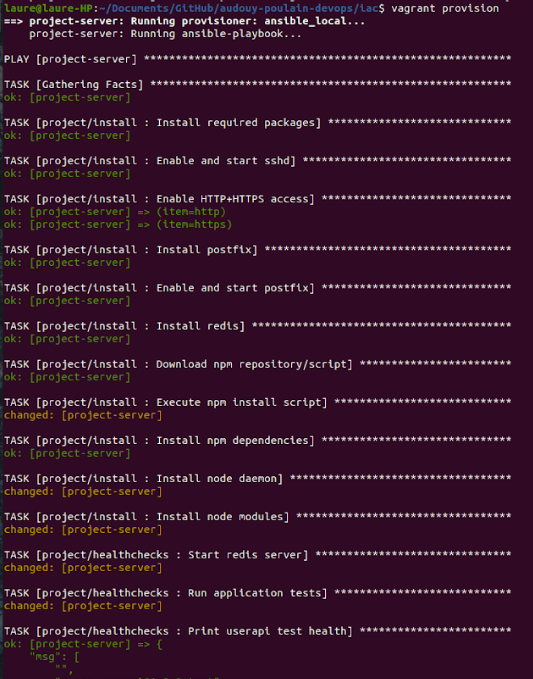 laure@laure-HP:~/Documents/GitHub/audouy-poulain-devops/iac$ vagrant provision
==> project-server: Running provisioner: ansible_local...
    project-server: Running ansible-playbook...
PLAY [project-server] **********************************************************
TASK [Gathering Facts] *********************************************************
ok: [project-server]
TASK [project/install : Install required packages] *****************************
ok: [project-server]
TASK [project/install : Enable and start sshd] *********************************
ok: [project-server]
TASK [project/install : Enable HTTP+HTTPS access] ******************************
ok: [project-server] => (item=http)
ok: [project-server] => (item=https)
TASK [project/install : Install postfix] ***************************************
ok: [project-server]
TASK [project/install : Enable and start postfix] ******************************
ok: [project-server]
TASK [project/install : Install redis] *****************************************
ok: [project-server]
TASK [project/install : Download npm repository/script] ************************
ok: [project-server]
TASK [project/install : Execute npm install script] ****************************
changed: [project-server]
TASK [project/install : Install npm dependencies] ******************************
ok: [project-server]
TASK [project/install : Install node daemon] ***********************************
changed: [project-server]
TASK [project/install : Install node modules] **********************************
changed: [project-server]
TASK [project/healthchecks : Start redis server] *******************************
changed: [project-server]
TASK [project/healthchecks : Run application tests] ****************************
changed: [project-server]
TASK [project/healthchecks : Print userapi test health] ************************
ok: [project-server] => {
    "msg": [
        "",